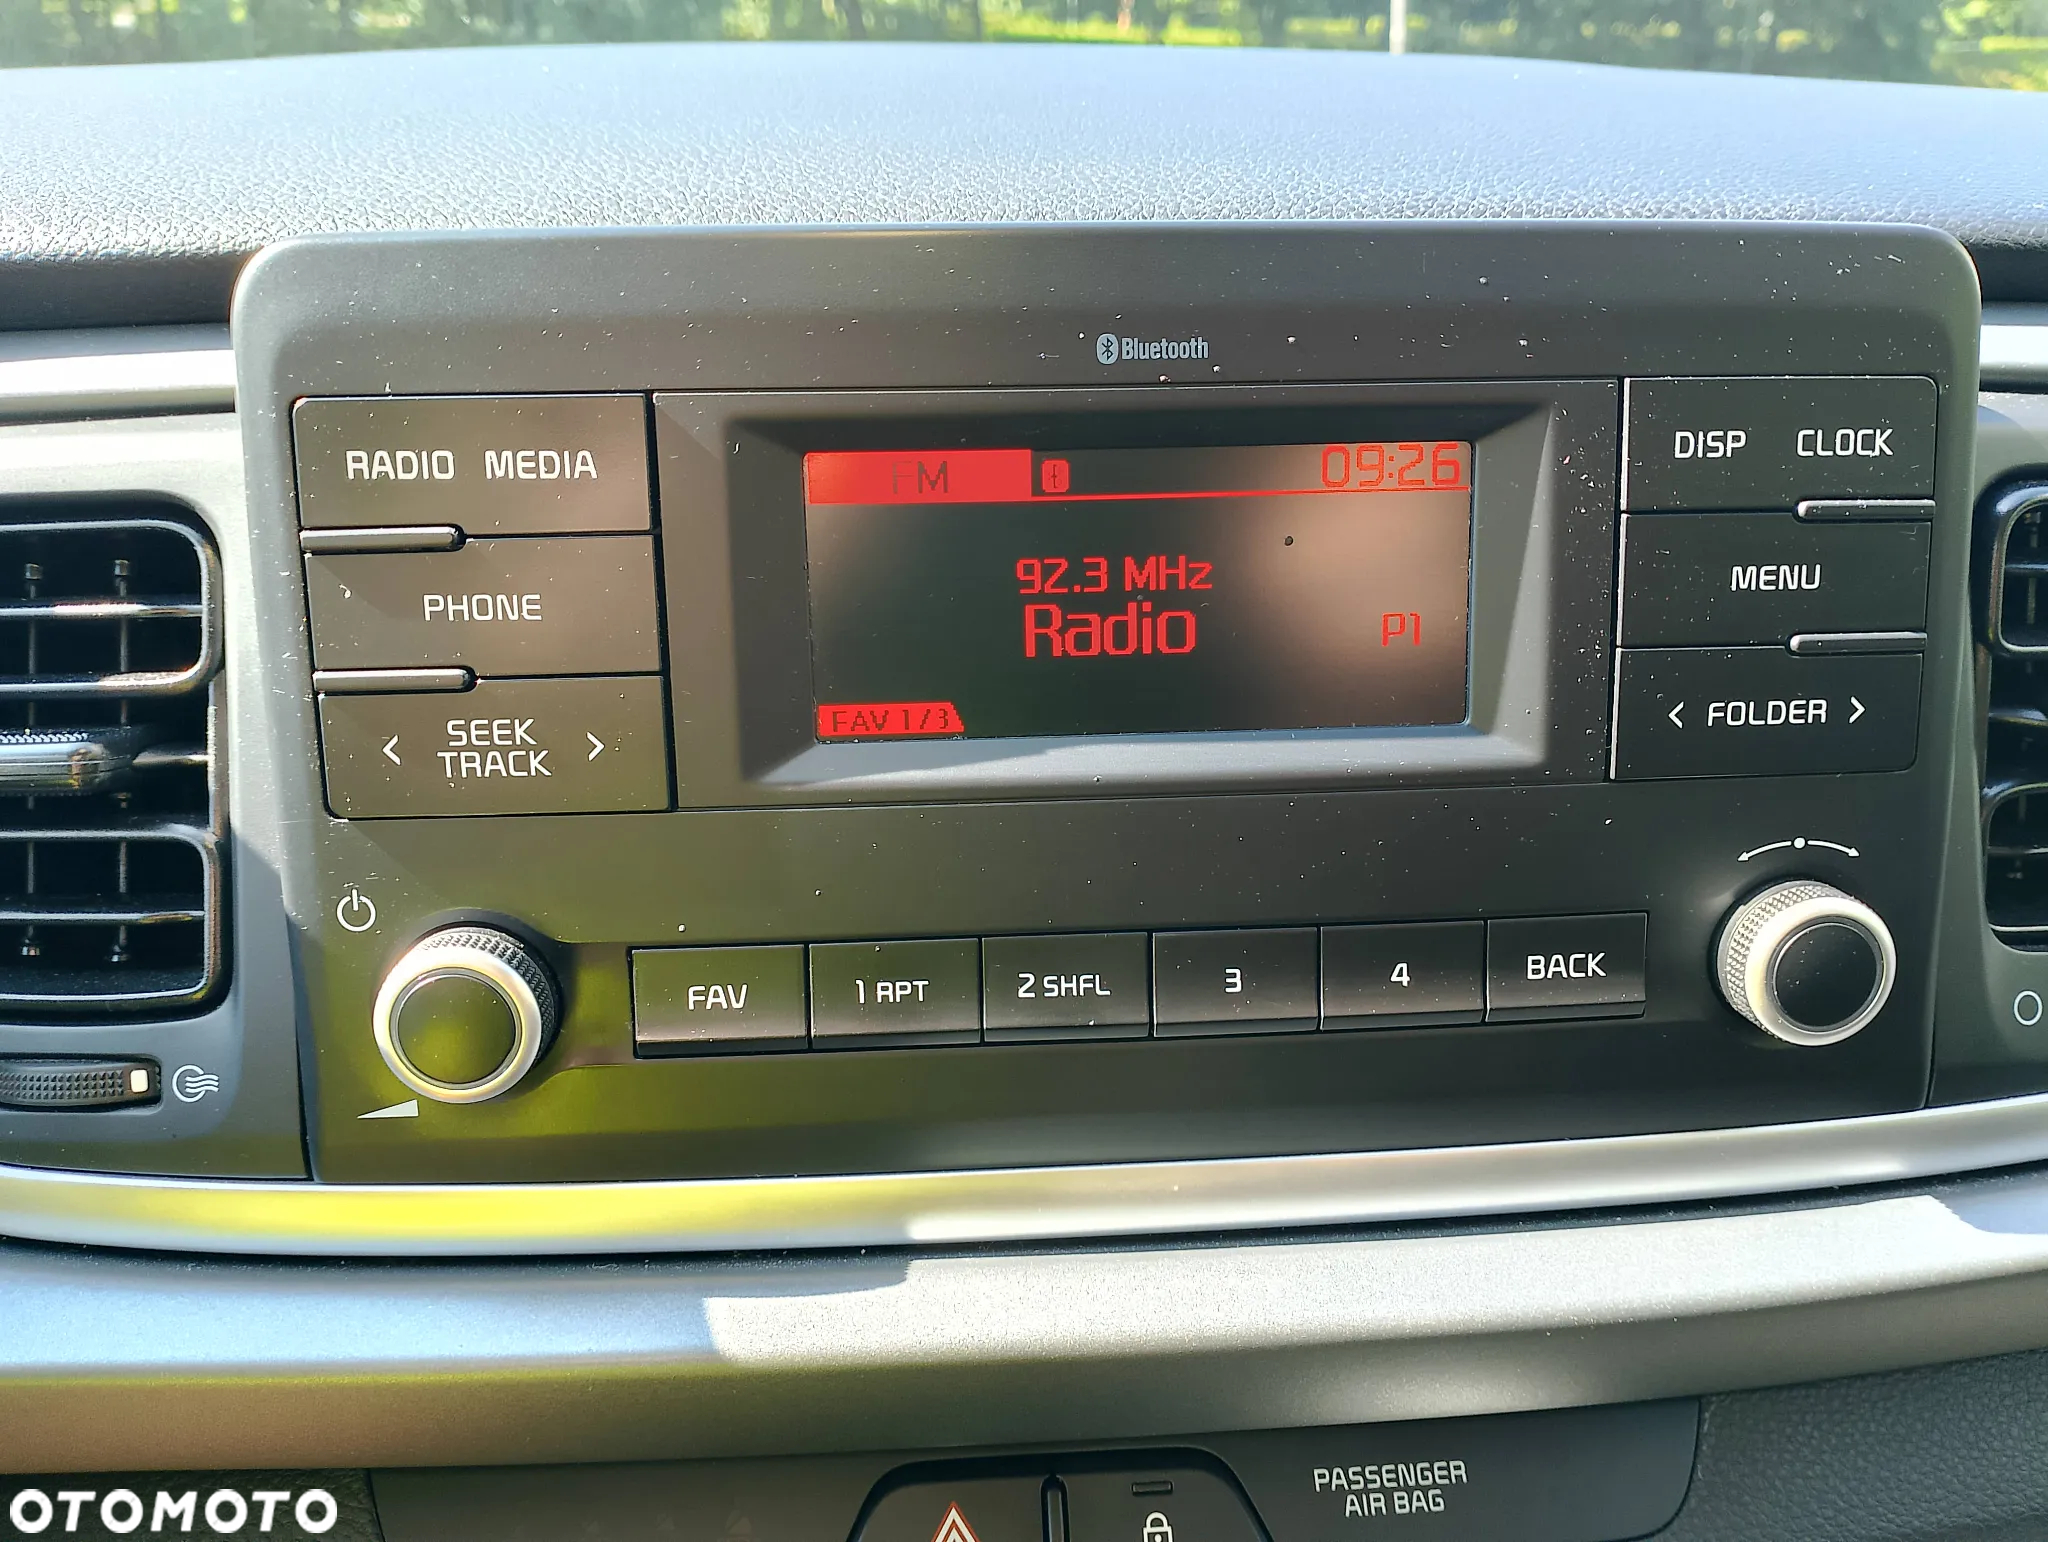 Bluetooth
RADIO MEDIA
FM
09:26
DISP CLOCK
PHONE
92.3 MHz
Radio
P1
MENU
< SEEK >
TRACK
FAV 1/3
< FOLDER >
FAV
1 RPT
2 SHFL
3
4
BACK
PASSENGER
AIR BAG
OTOMOTO